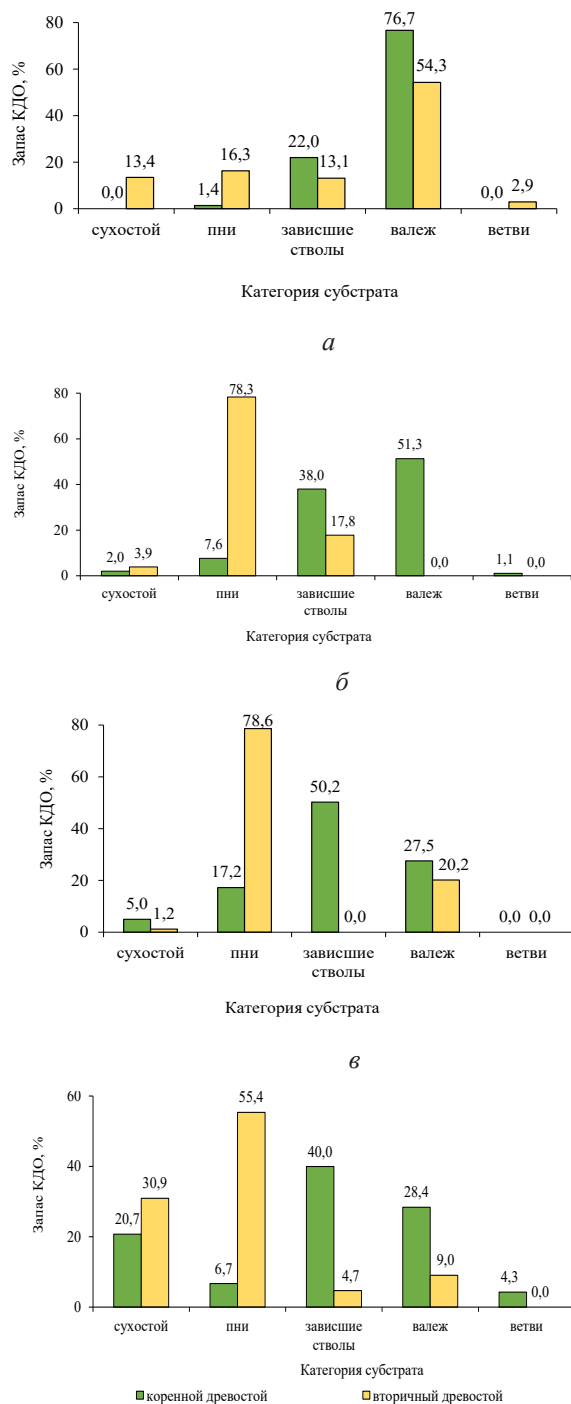 Запас КДО, %
80
60
40
20
0
0,0 13,4
1,4 16,3
22,0 13,1
76,7 54,3
0,0 2,9
сухостой пни зависшие стволы валеж ветви
Категория субстрата
а
Запас КДО, %
80
60
40
20
0
2,0 3,9
7,6 78,3
38,0 17,8
51,3 0,0
1,1 0,0
сухостой пни зависшие стволы валеж ветви
Категория субстрата
б
Запас КДО, %
80
60
40
20
0
5,0 1,2
17,2 78,6
50,2 0,0
27,5 20,2
0,0 0,0
сухостой пни зависшие стволы валеж ветви
Категория субстрата
в
Запас КДО, %
60
40
20
0
20,7 30,9
6,7 55,4
40,0 4,7
28,4 9,0
4,3 0,0
сухостой пни зависшие стволы валеж ветви
Категория субстрата
коренной древостой вторичный древостой